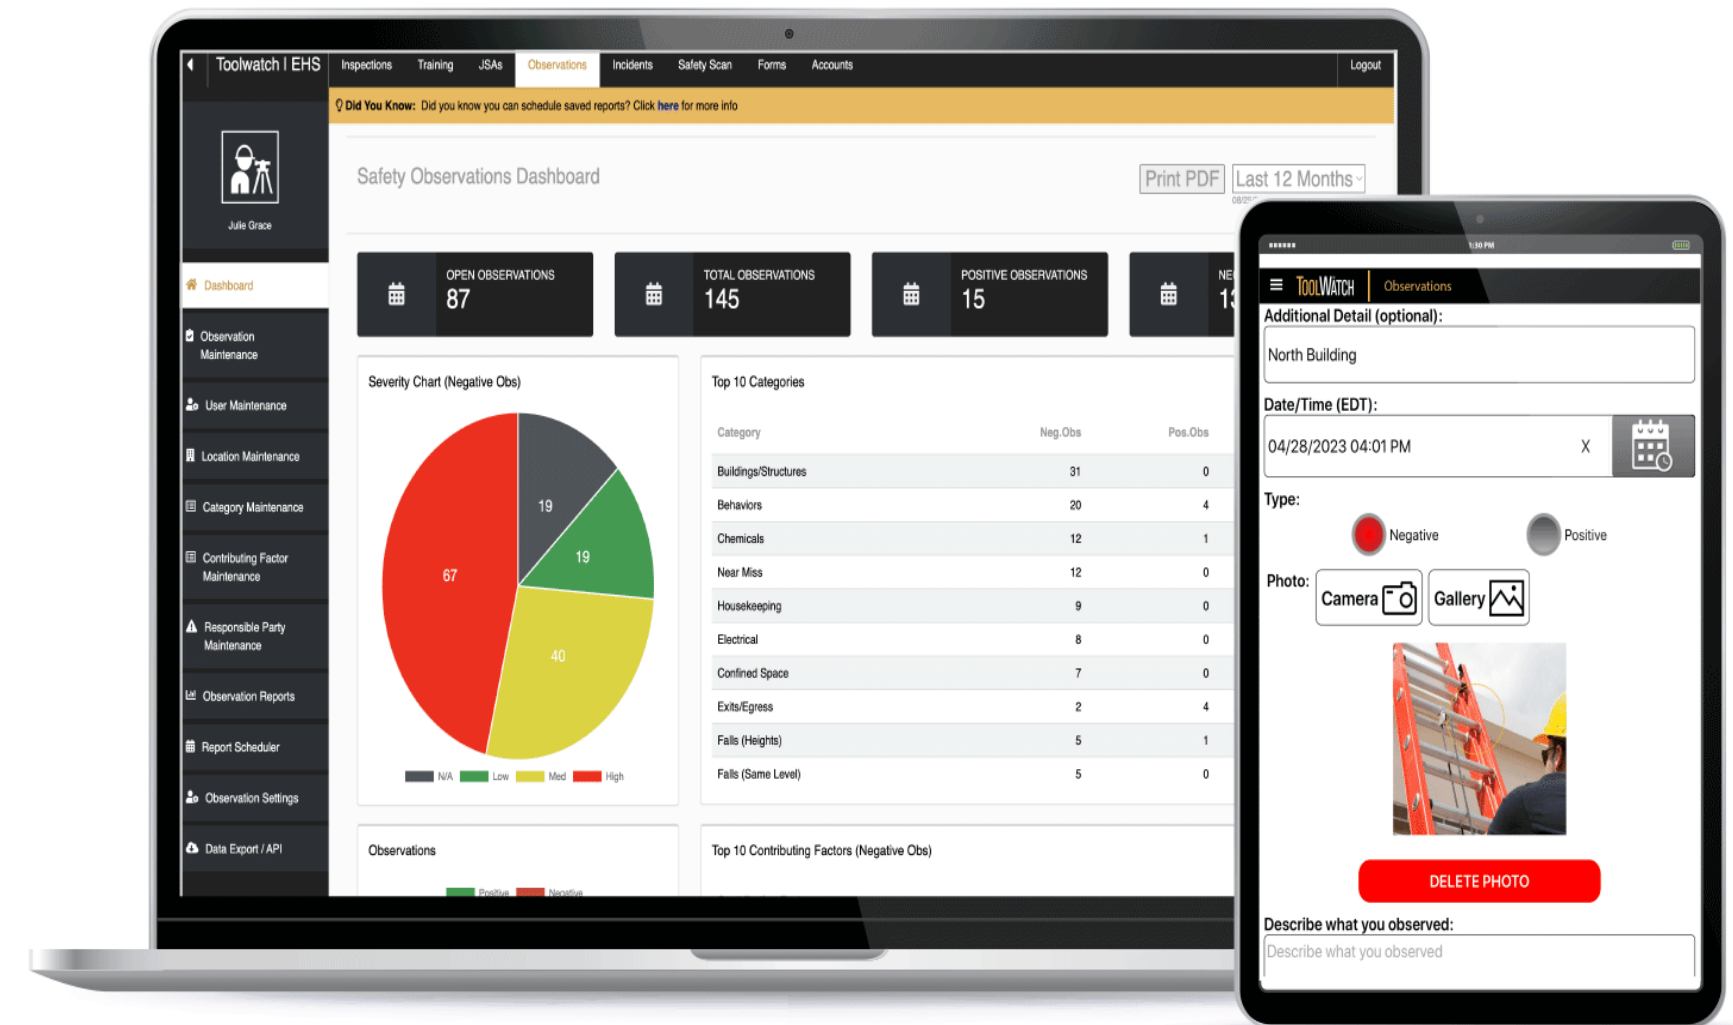 Toolwatch | EHS
Inspections Training JSAs Observations Incidents Safety Scan Forms Accounts Logout
Did You Know: Did you know you can schedule saved reports? Click here for more info
Julie Grace
Dashboard
Observation
Maintenance
User Maintenance
Location Maintenance
Category Maintenance
Contributing Factor
Maintenance
Responsible Party
Maintenance
Observation Reports
Report Scheduler
Observation Settings
Data Export / API
Safety Observations Dashboard
Print PDF Last 12 Months
OPEN OBSERVATIONS
87
TOTAL OBSERVATIONS
145
POSITIVE OBSERVATIONS
15
Severity Chart (Negative Obs)
19
19
67
40
N/A Low Med High
Top 10 Categories
Category Neg.Obs Pos.Obs
Buildings/Structures 31 0
Behaviors 20 4
Chemicals 12 1
Near Miss 12 0
Housekeeping 9 0
Electrical 8 0
Confined Space 7 0
Exits/Egress 2 4
Falls (Heights) 5 1
Falls (Same Level) 5 0
Observations
Positive Negative
Top 10 Contributing Factors (Negative Obs)
:30 PM
TOOLWATCH Observations
Additional Detail (optional):
North Building
Date/Time (EDT):
04/28/2023 04:01 PM X
Type:
Negative Positive
Photo:
Camera Gallery
DELETE PHOTO
Describe what you observed:
Describe what you observed